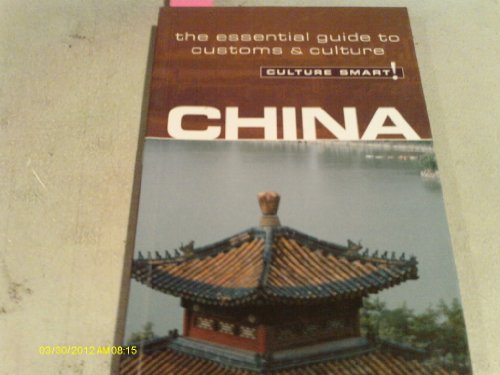 the essential guide to
customs & culture
CULTURE SMART!
CHINA
03/30/2012 AM 08:15